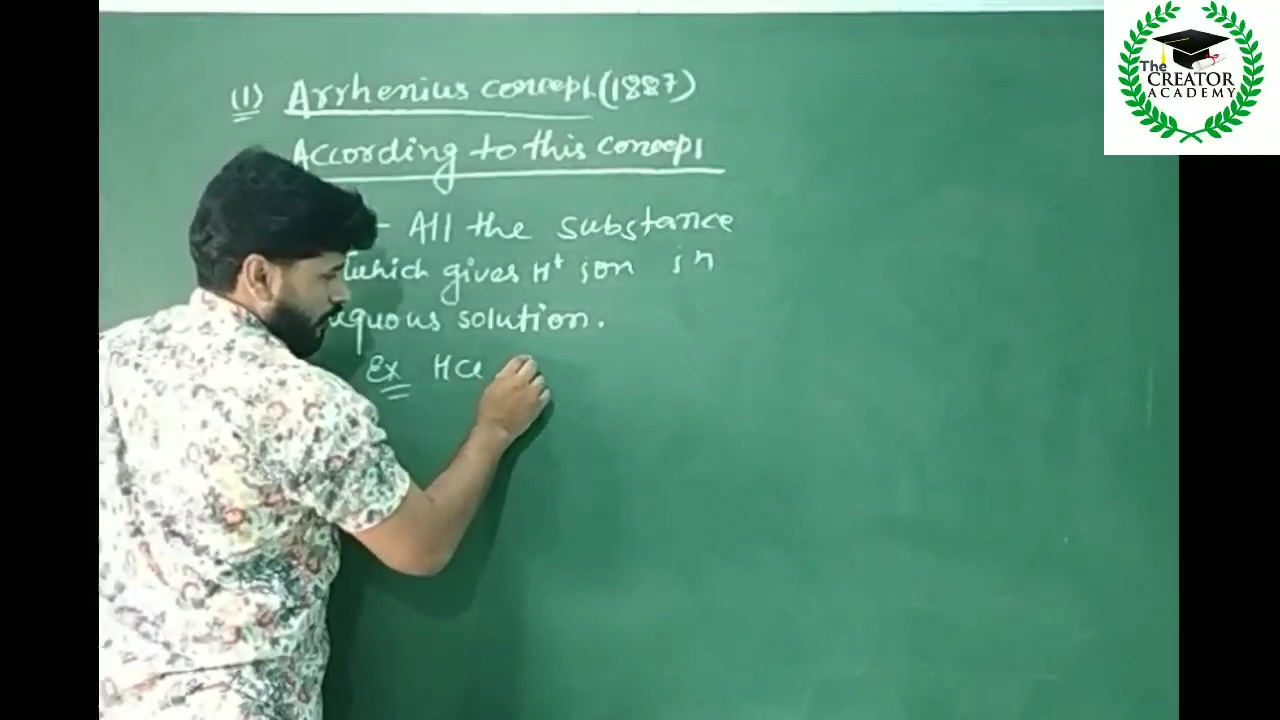 (1) Arrhenius concept (1887)
According to this concept
- All the substance
which gives H⁺ ion in
aquous solution.
Ex HCl
The
CREATOR
ACADEMY